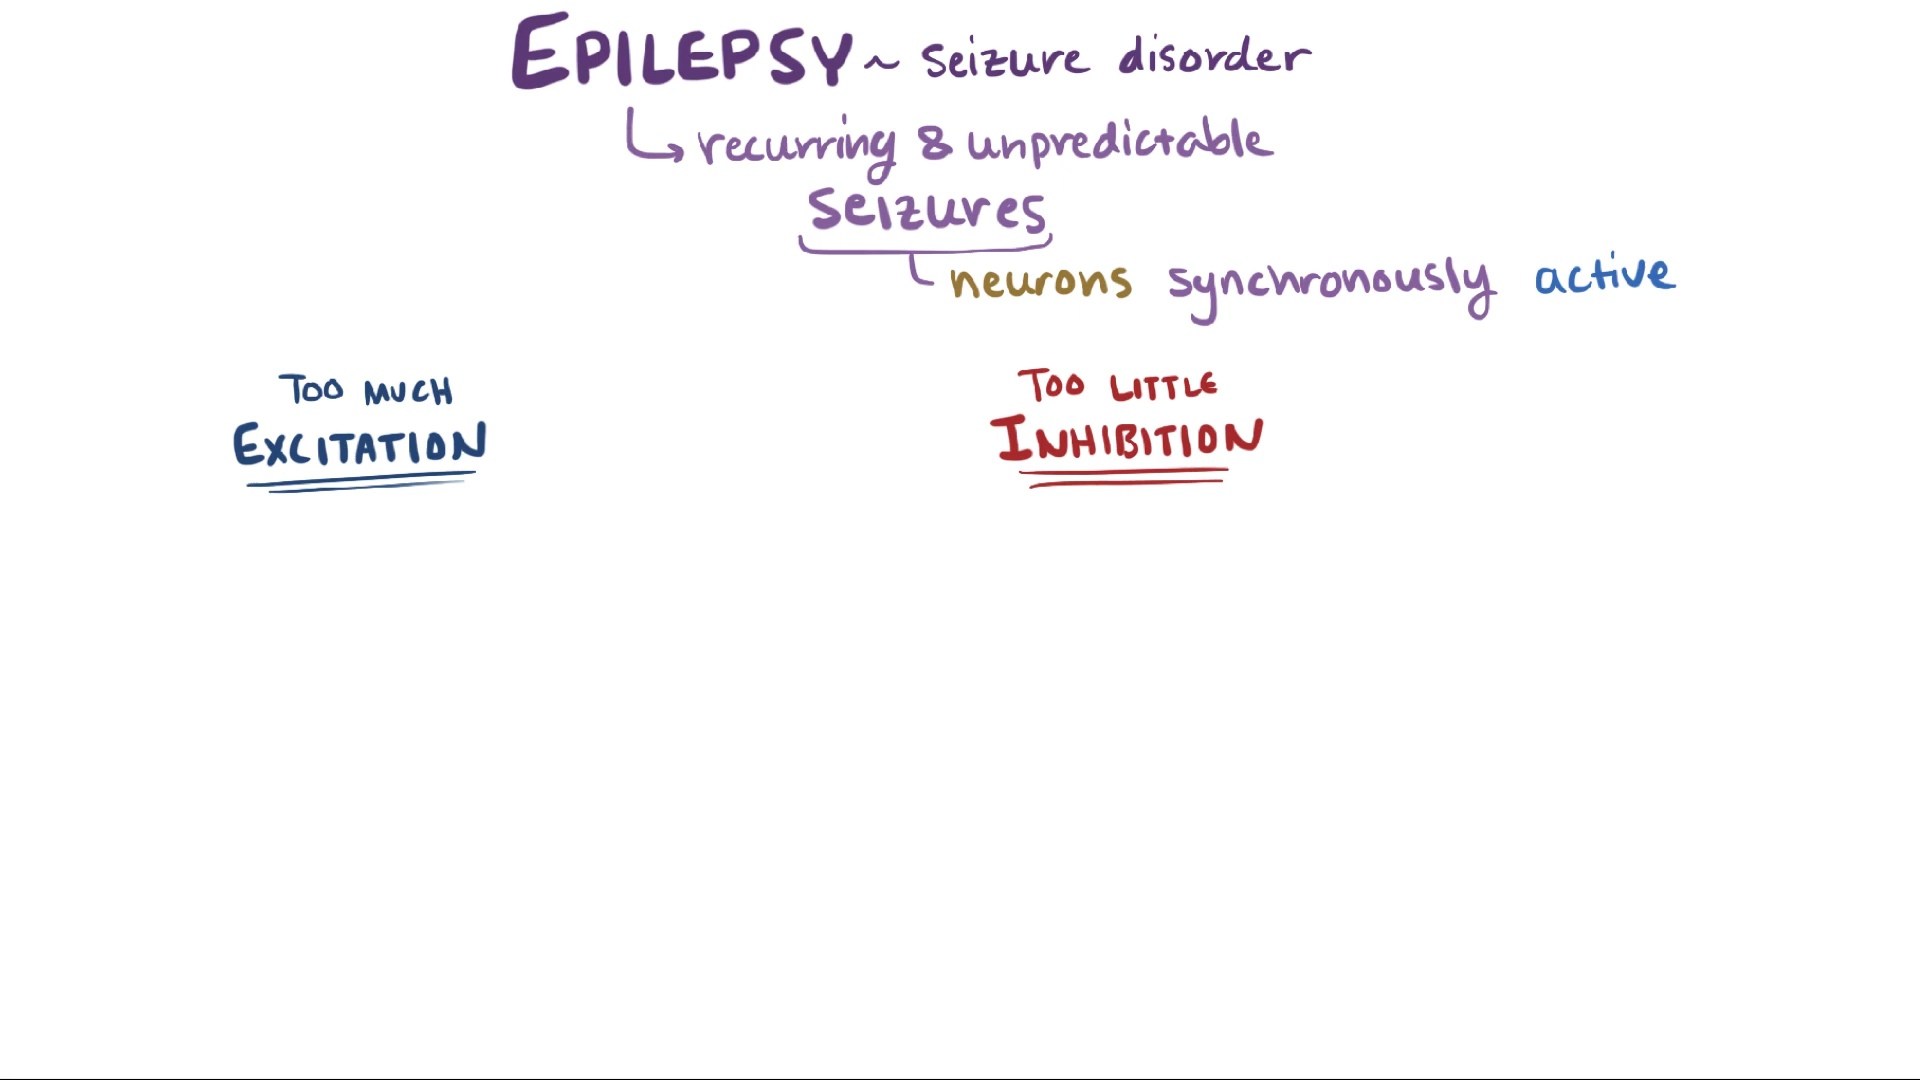 EPILEPSY ~ seizure disorder
recurring & unpredictable
seizures
neurons synchronously active
TOO MUCH
EXCITATION
TOO LITTLE
INHIBITION